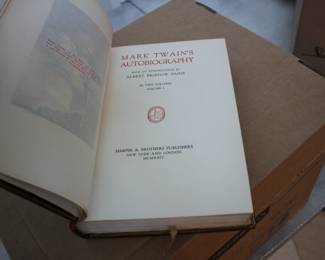 MARK TWAIN'S
AUTOBIOGRAPHY
WITH AN INTRODUCTION BY
ALBERT BIGELOW PAINE
IN TWO VOLUMES
VOLUME I
HARPER & BROTHERS PUBLISHERS
NEW YORK AND LONDON
MCMXXIV